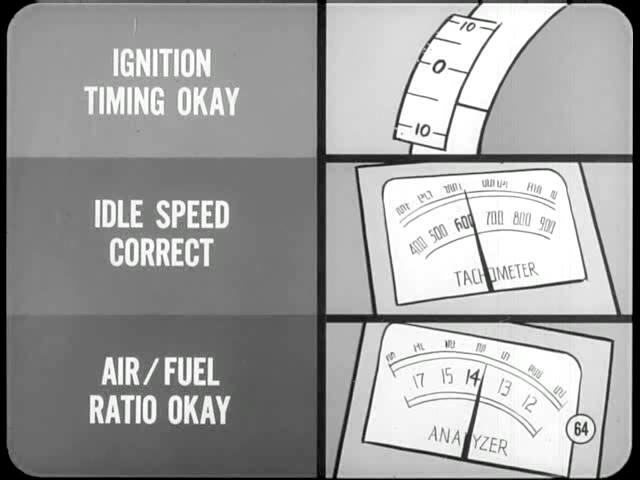 IGNITION
TIMING OKAY
10
0
10
IDLE SPEED
CORRECT
400 500 600 700 800 900
TACHOMETER
AIR/FUEL
RATIO OKAY
17 15 14 13 12
ANALYZER
64